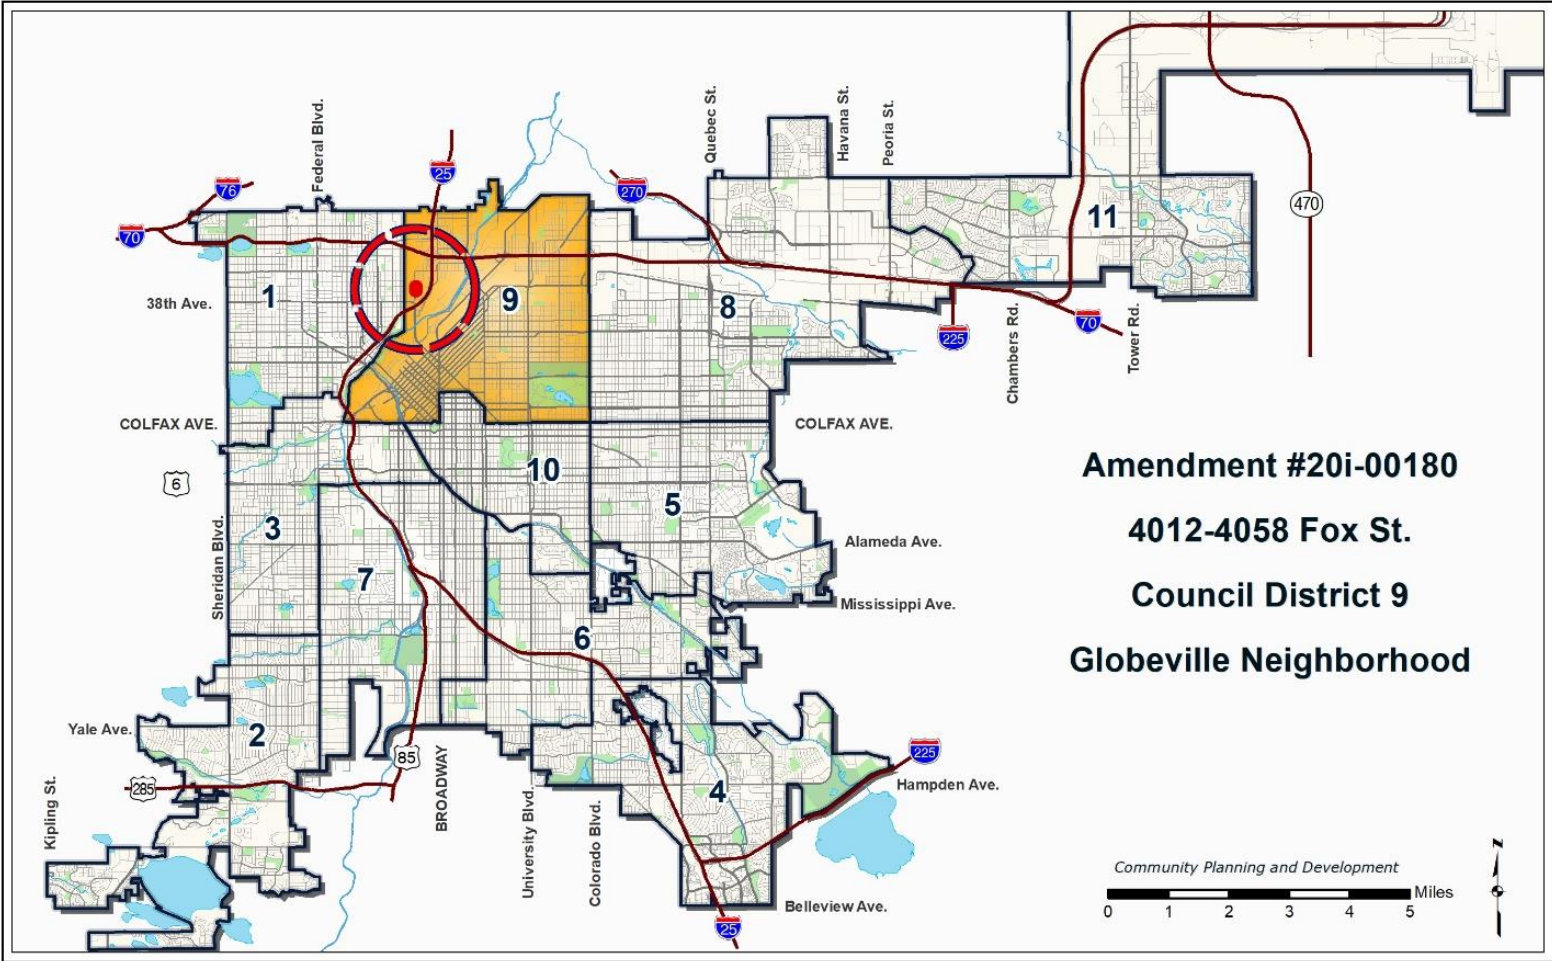 Federal Blvd.
Quebec St.
Havana St.
Peoria St.
76
25
270
70
470
11
1
9
8
38th Ave.
225
70
Chambers Rd.
Tower Rd.
COLFAX AVE.
COLFAX AVE.
6
10
5
3
Sheridan Blvd.
7
Alameda Ave.
Mississippi Ave.
6
2
Yale Ave.
85
285
4
225
Hampden Ave.
Kipling St.
BROADWAY
University Blvd.
Colorado Blvd.
Belleview Ave.
25
Amendment #20i-00180
4012-4058 Fox St.
Council District 9
Globeville Neighborhood
Community Planning and Development
Miles
0 1 2 3 4 5
N